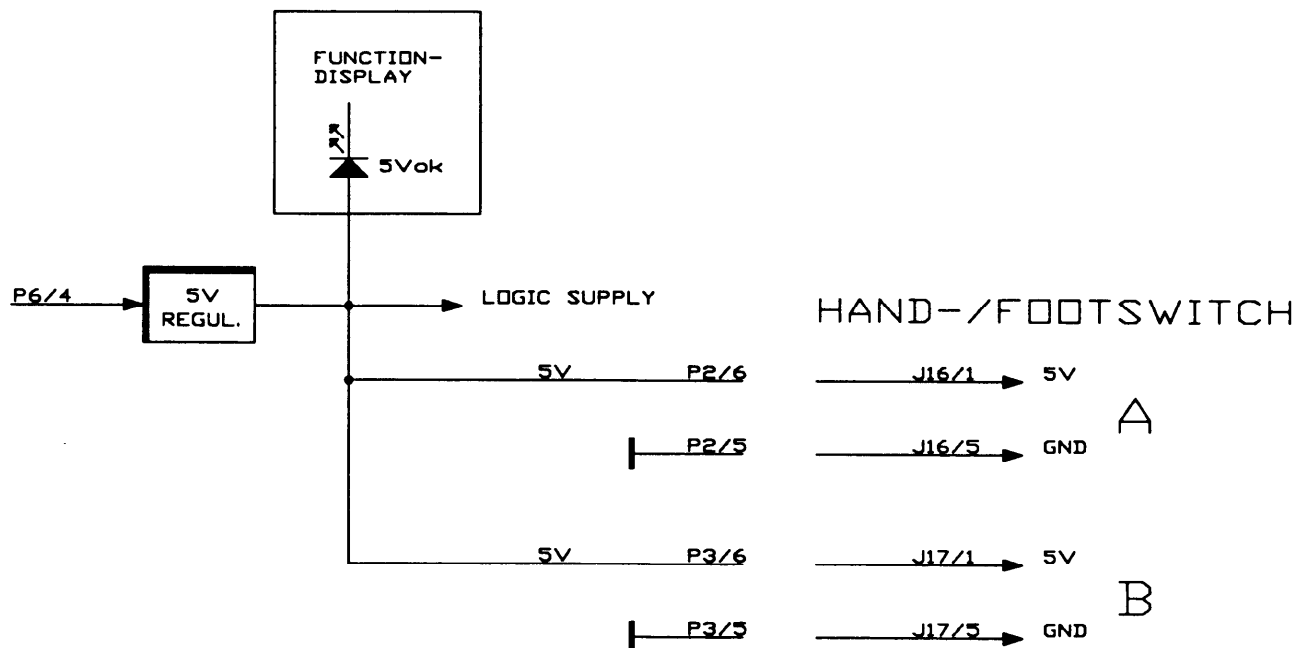 FUNCTION-
DISPLAY
5Vok
P6/4
5V
REGUL.
LOGIC SUPPLY
HAND-/FOOTSWITCH
5V P2/6 J16/1 5V
A
P2/5 J16/5 GND
5V P3/6 J17/1 5V
B
P3/5 J17/5 GND